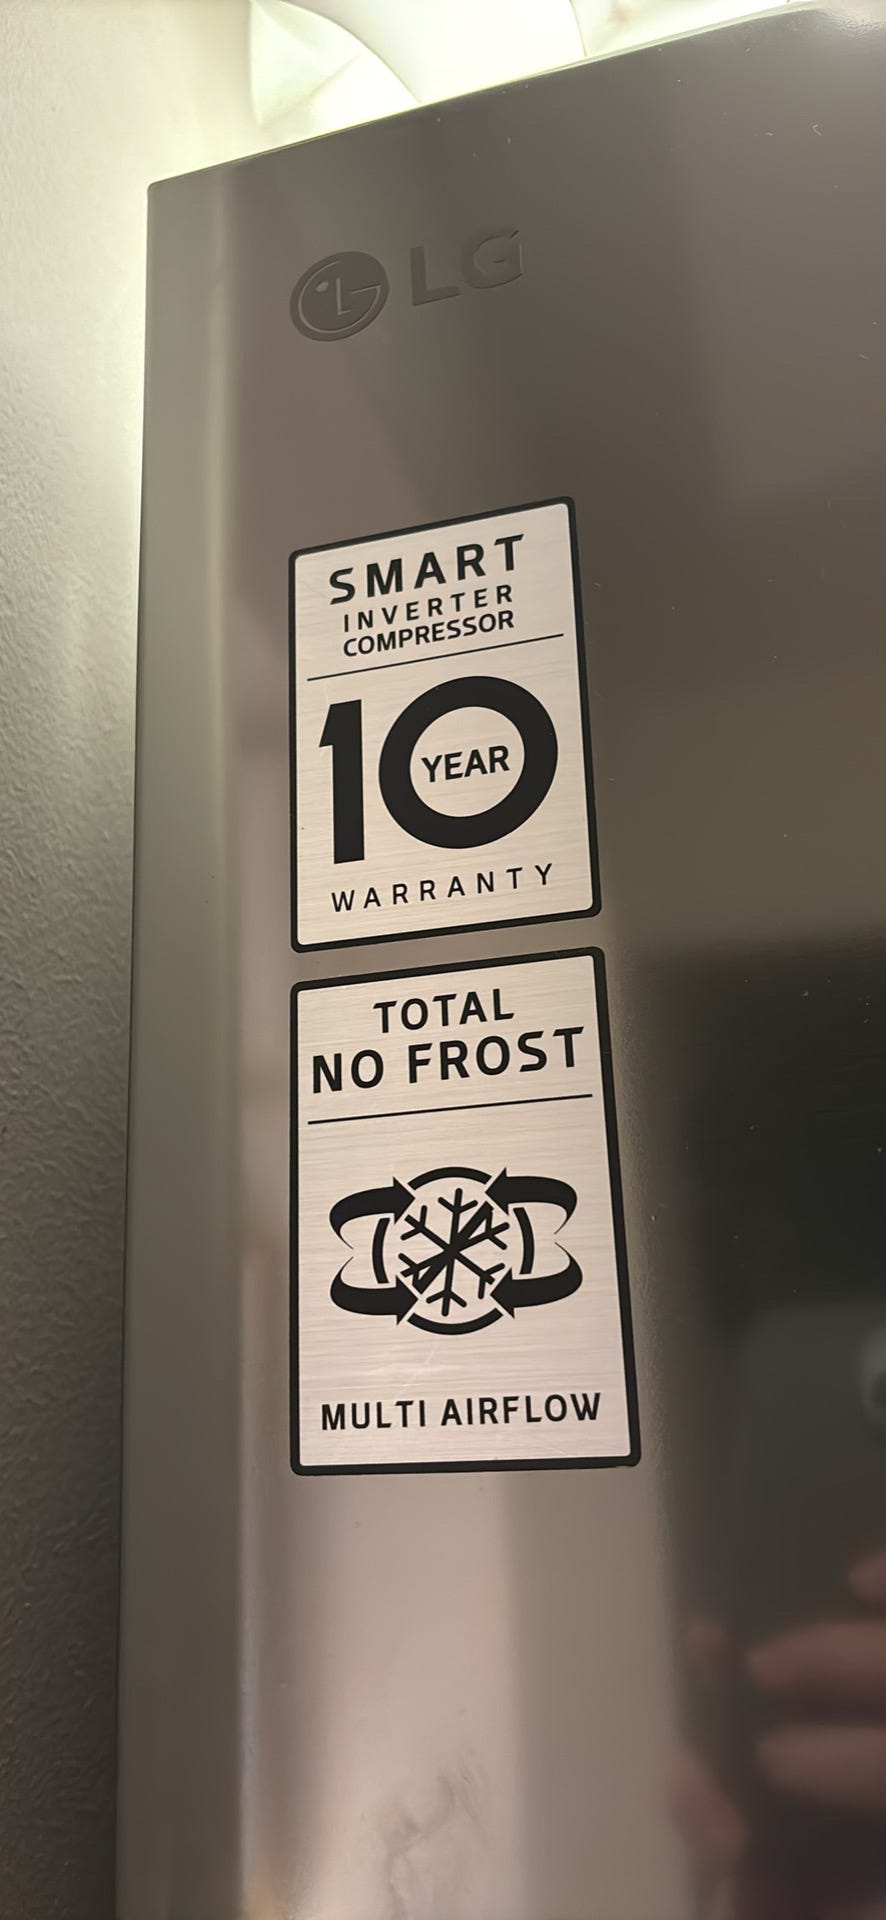 LG
SMART
INVERTER
COMPRESSOR
10
YEAR
WARRANTY
TOTAL
NO FROST
MULTI AIRFLOW